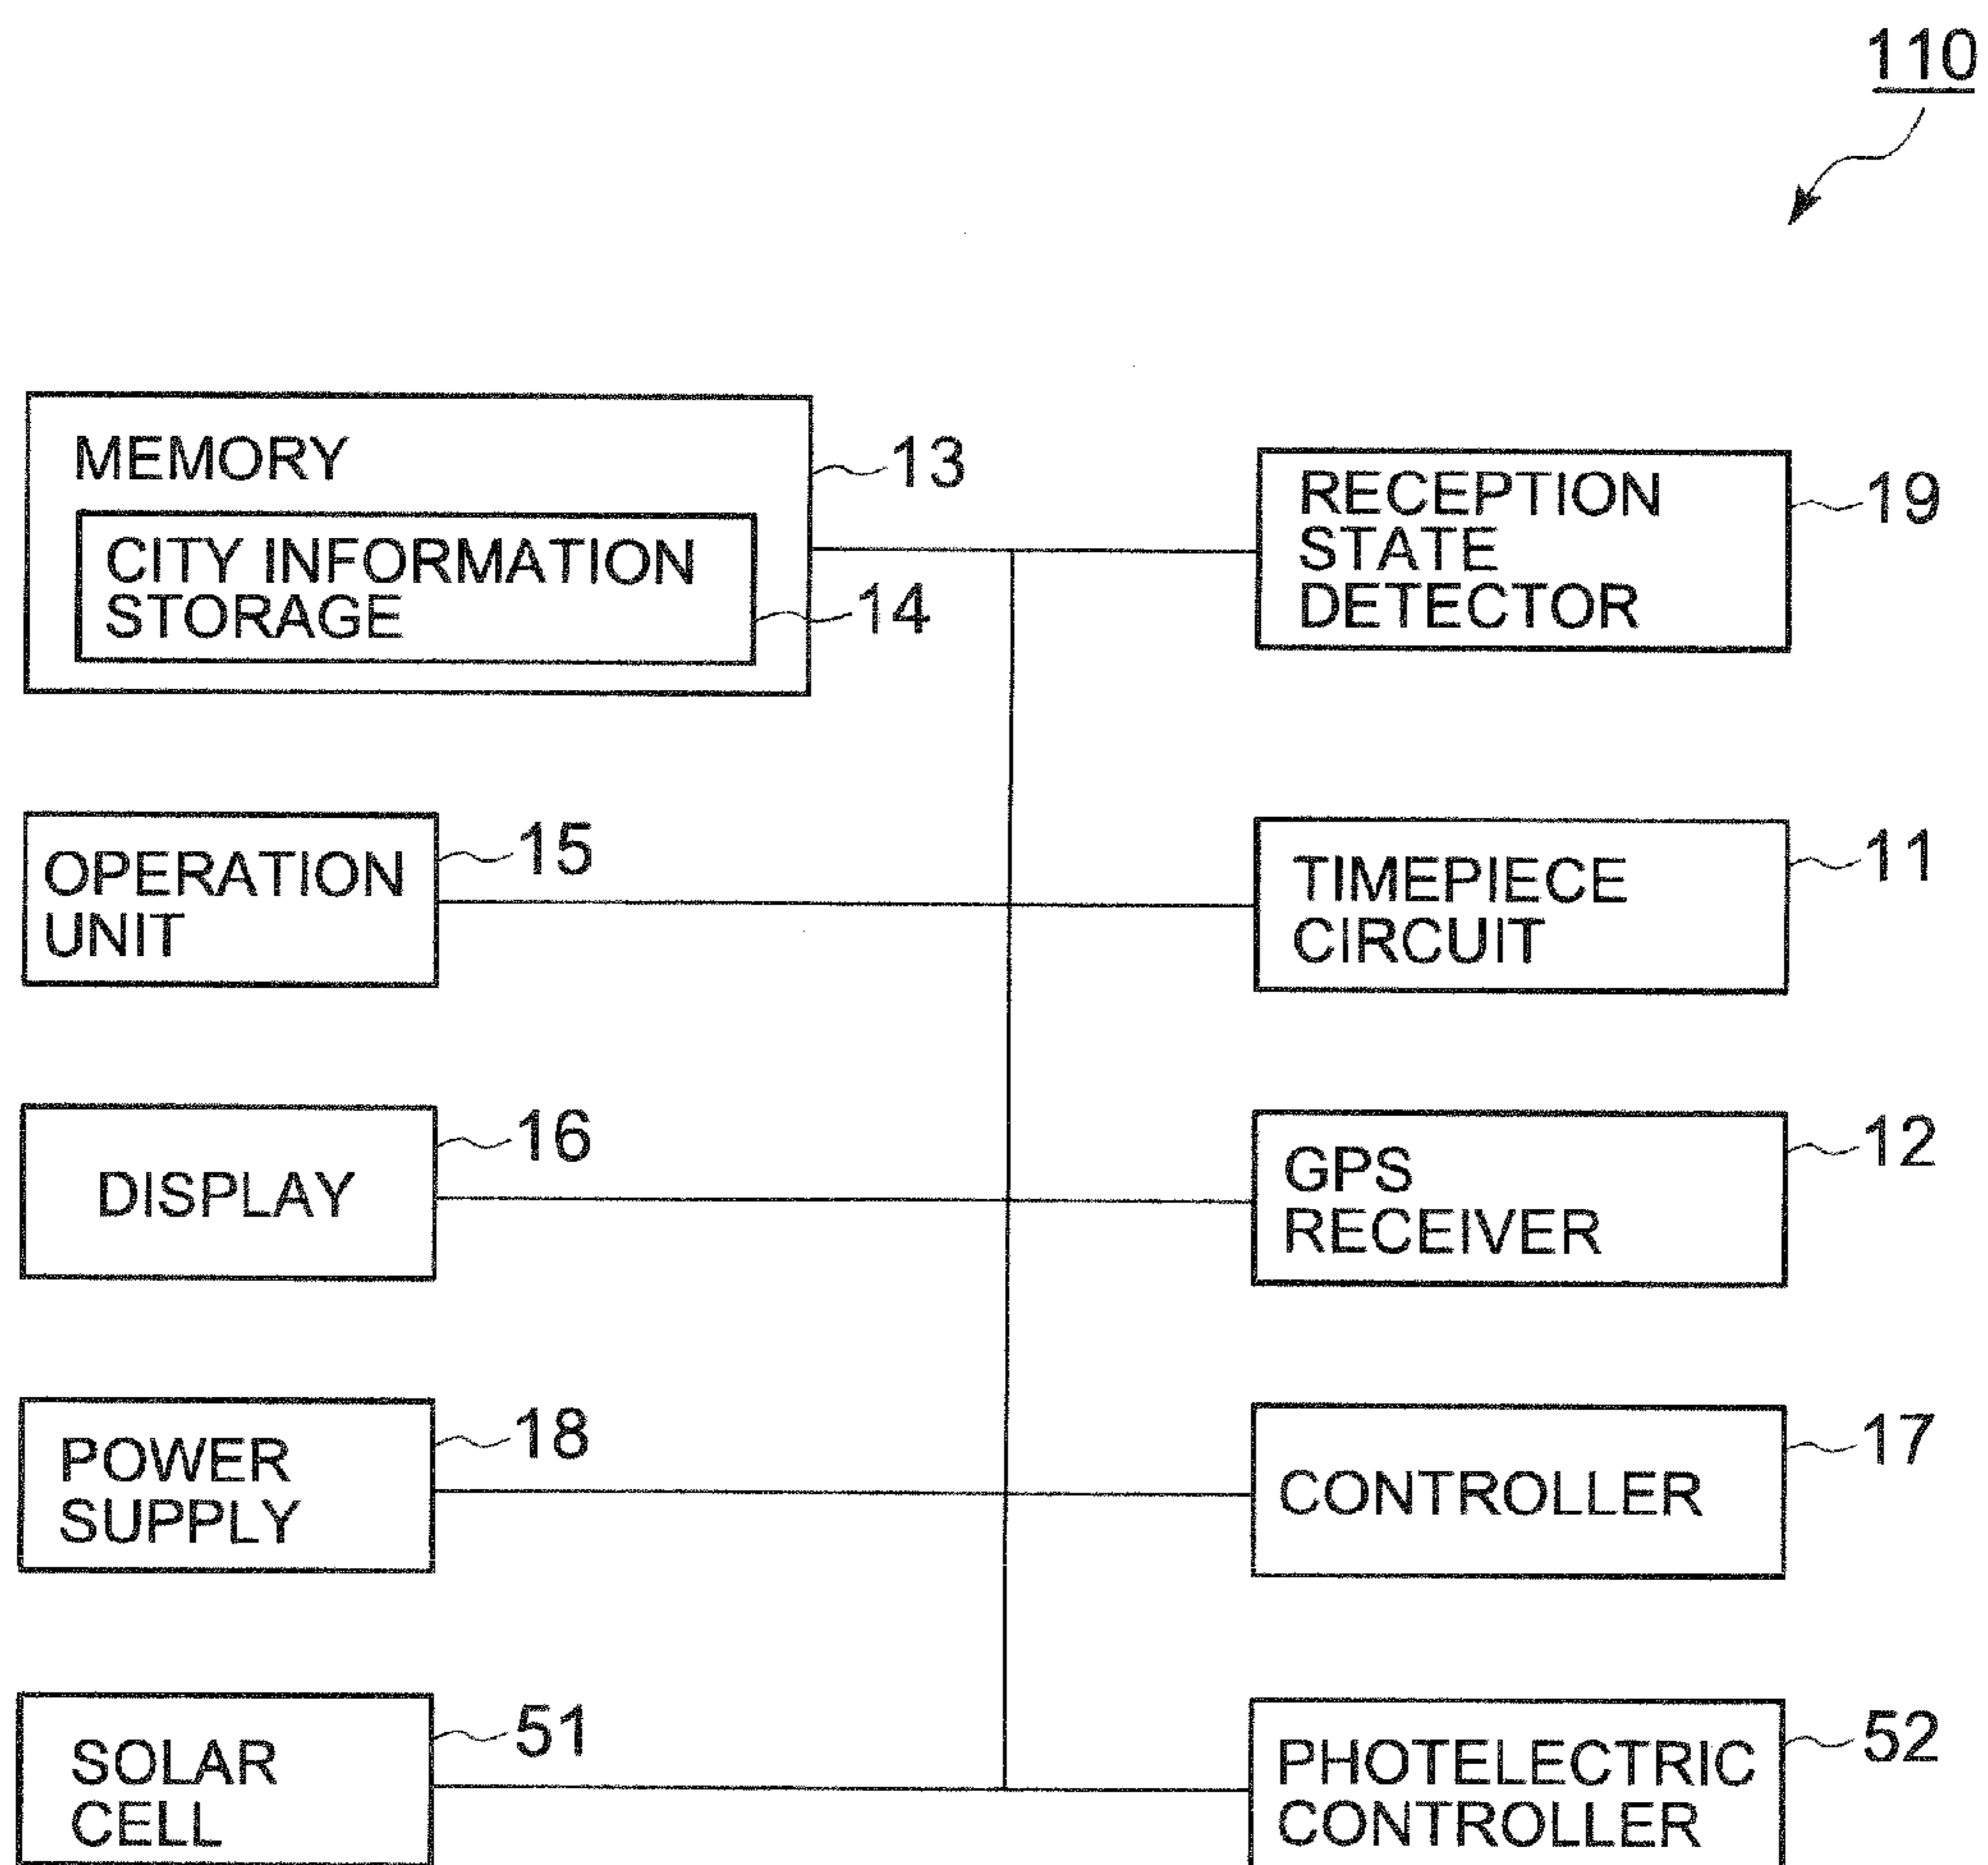 110
MEMORY
13
CITY INFORMATION
STORAGE
14
RECEPTION
STATE
DETECTOR
19
OPERATION
UNIT
15
TIMEPIECE
CIRCUIT
11
DISPLAY
16
GPS
RECEIVER
12
POWER
SUPPLY
18
CONTROLLER
17
SOLAR
CELL
51
PHOTELECTRIC
CONTROLLER
52